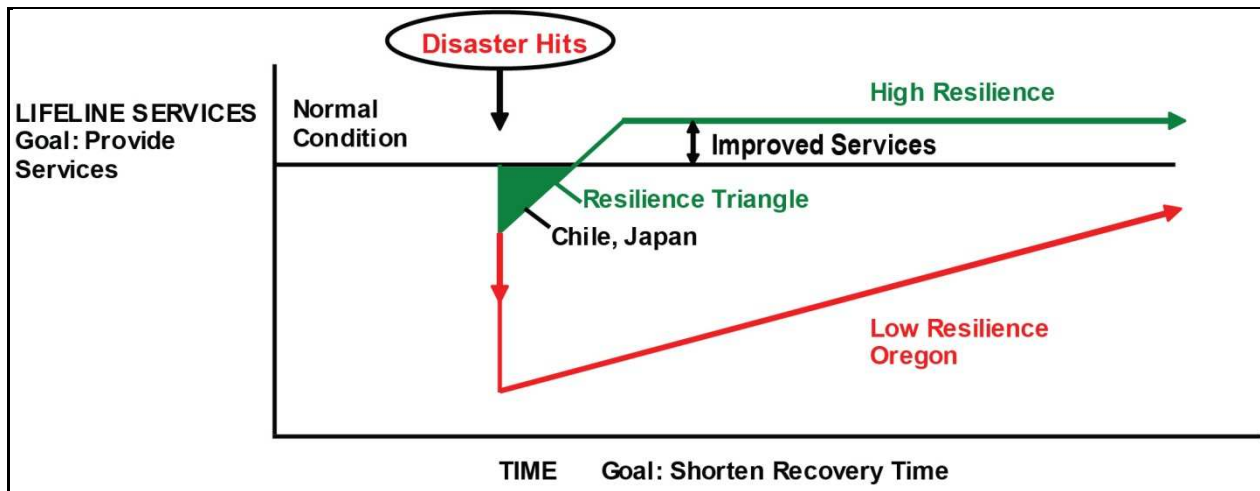 Disaster Hits
LIFELINE SERVICES
Goal: Provide
Services
Normal
Condition
High Resilience
Improved Services
Resilience Triangle
Chile, Japan
Low Resilience
Oregon
TIME Goal: Shorten Recovery Time